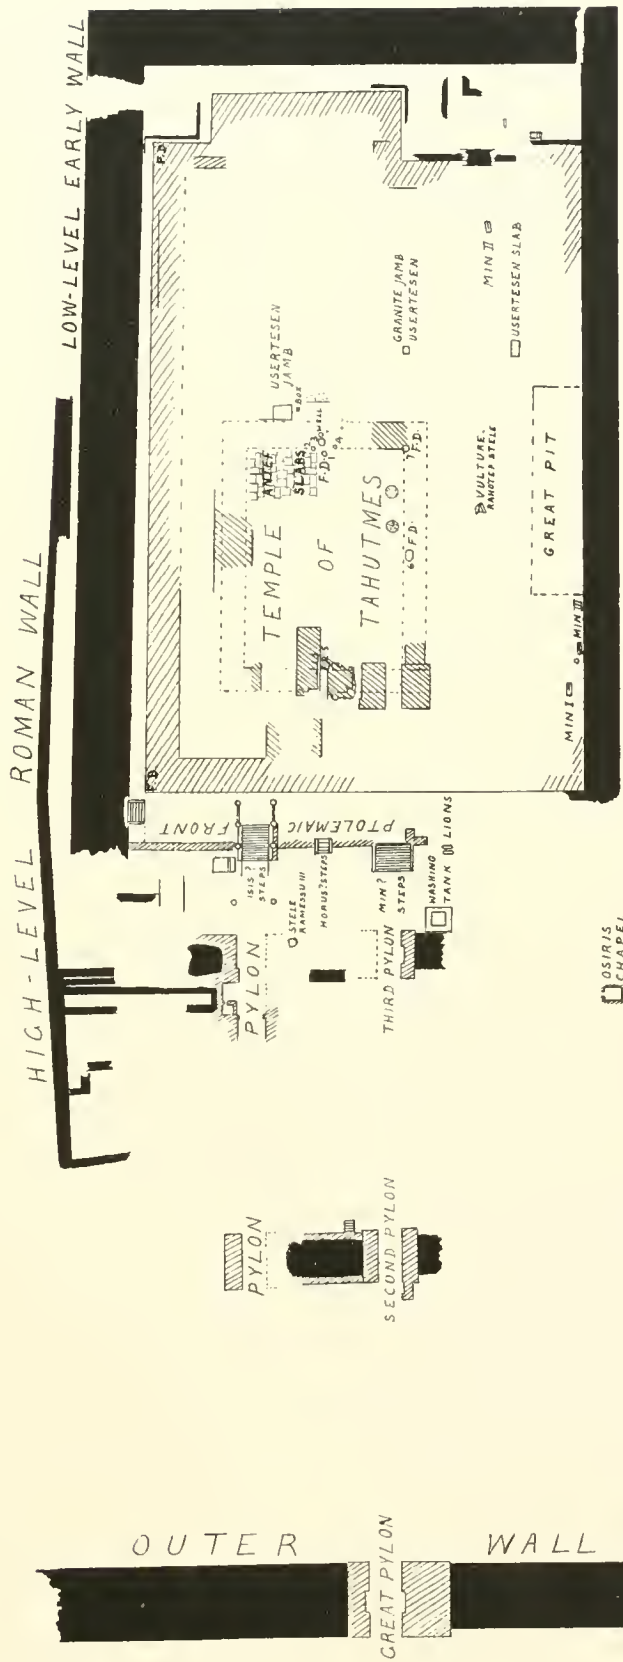 LOW-LEVEL EARLY WALL
HIGH-LEVEL ROMAN WALL
F.D.
USERTESEN
JAMB
BOX
WELL
GRANITE JAMB
USERTESEN
MIN II
USERTESEN SLAB
ANTEF
SLABS
F.D.
TEMPLE
OF
TAHUTMES
7 F.D.
6 F.D.
VULTURE.
RAHOTEP STELE
GREAT PIT
MIN I
MIN III
F.D.
PTOLEMAIC
FRONT
ISIS?
STEPS
STELE
RAMESSU III
HORUS? STEPS
MIN?
STEPS
WASHING
TANK
LIONS
PYLON
THIRD PYLON
OSIRIS
CHAPEL
PYLON
SECOND PYLON
OUTER
WALL
GREAT PYLON